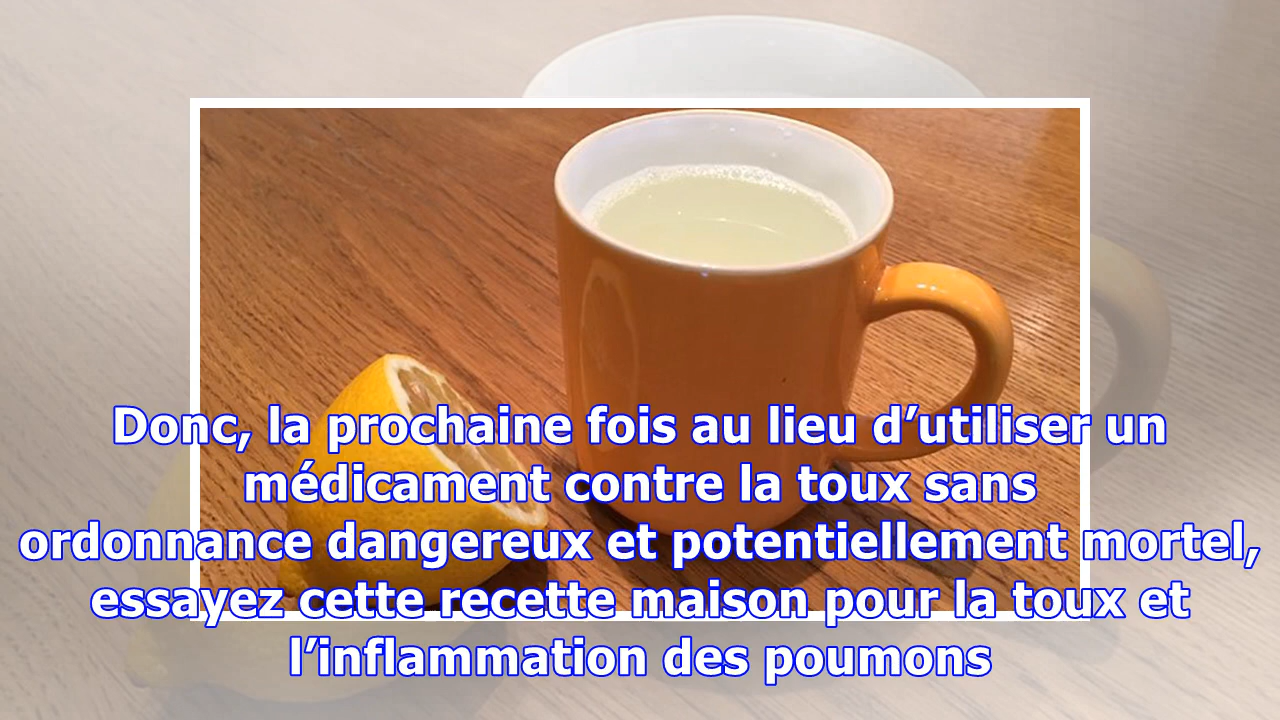 Donc, la prochaine fois au lieu d’utiliser un
médicament contre la toux sans
ordonnance dangereux et potentiellement mortel,
essayez cette recette maison pour la toux et
l’inflammation des poumons